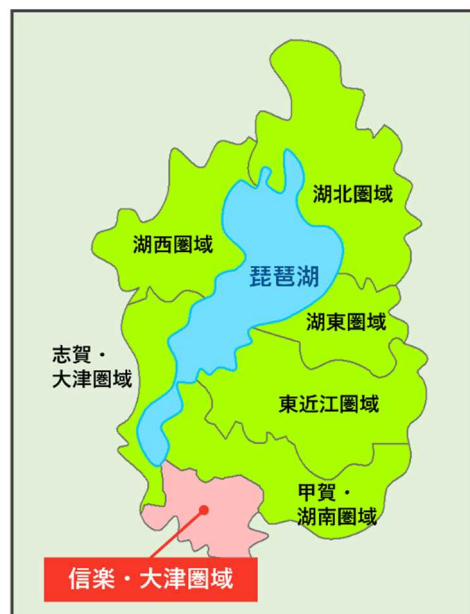 湖北圏域
湖西圏域
琵琶湖
湖東圏域
志賀・
大津圏域
東近江圏域
甲賀・
湖南圏域
信楽・大津圏域